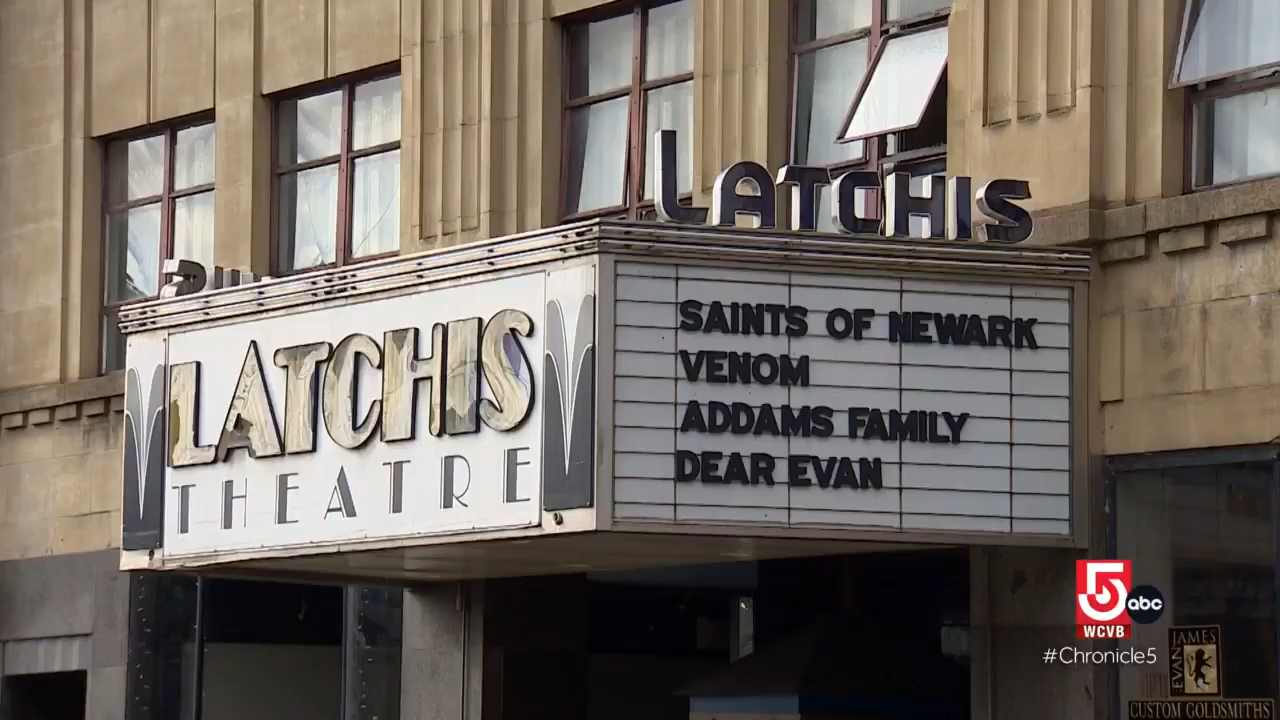 LATCHIS
LATCHIS
THEATRE
SAINTS OF NEWARK
VENOM
ADDAMS FAMILY
DEAR EVAN
5 abc
WCVB
#Chronicle5
JAMES
EVAN
CUSTOM GOLDSMITHS